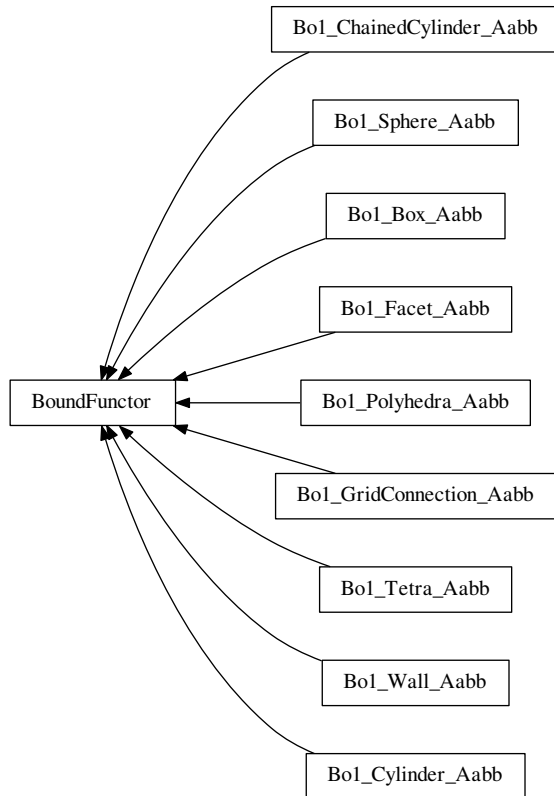 Bo1_ChainedCylinder_Aabb
Bo1_Sphere_Aabb
Bo1_Box_Aabb
Bo1_Facet_Aabb
BoundFunctor
Bo1_Polyhedra_Aabb
Bo1_GridConnection_Aabb
Bo1_Tetra_Aabb
Bo1_Wall_Aabb
Bo1_Cylinder_Aabb